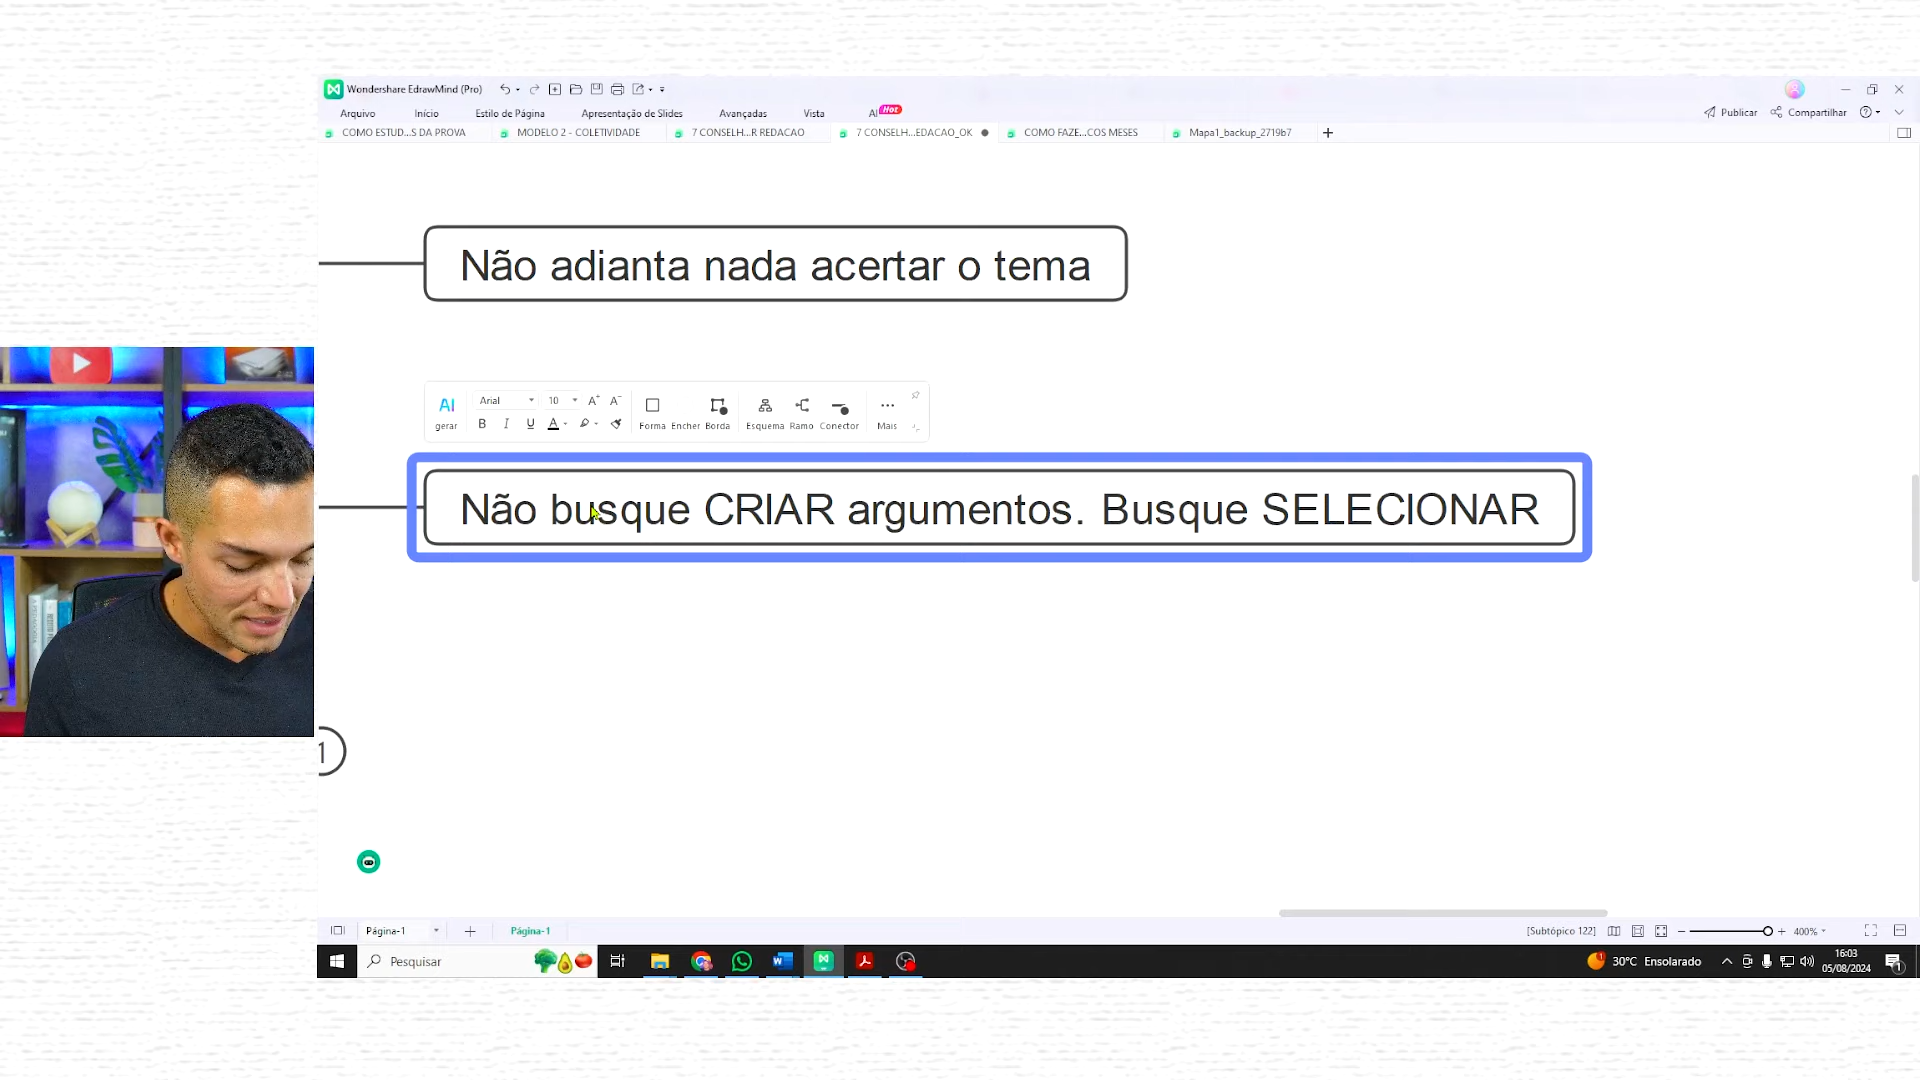 Wondershare EdrawMind (Pro)
Arquivo Início Estilo de Página Apresentação de Slides Avançadas Vista AI Hot
Publicar Compartilhar
COMO ESTUD...S DA PROVA MODELO 2 - COLETIVIDADE 7 CONSELH...R REDACAO 7 CONSELH...EDACAO_OK COMO FAZE...COS MESES Mapa1_backup_2719b7
Não adianta nada acertar o tema
AI Arial 10 A+ A-
gerar B I U A Forma Encher Borda Esquema Ramo Conector Mais
Não busque CRIAR argumentos. Busque SELECIONAR
1
Página-1 Página-1 [Subtópico 122] 400%
Pesquisar 30°C Ensolarado 16:03
05/08/2024